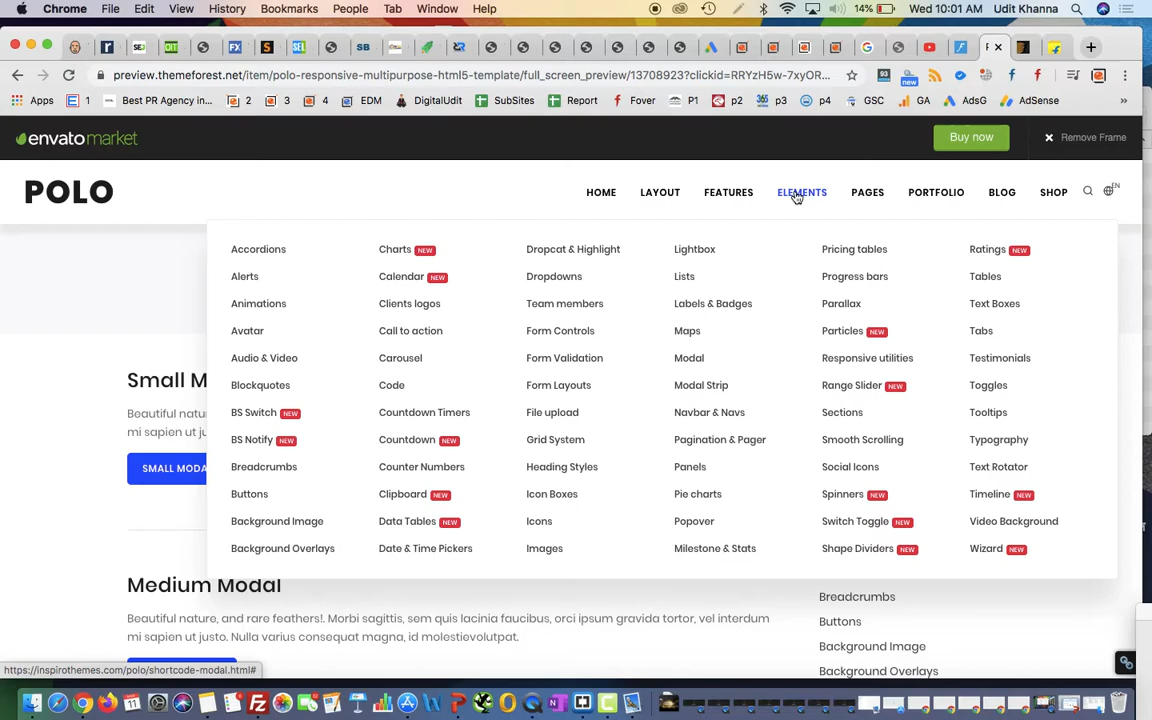 Chrome File Edit View History Bookmarks People Tab Window Help 14% Wed 10:01 AM Udit Khanna
preview.themeforest.net/item/polo-responsive-multipurpose-html5-template/full_screen_preview/13708923?clickid=RRYzH5w-7xyOR...
Apps 1 Best PR Agency in... 2 3 4 EDM DigitalUdit SubSites Report Fover P1 p2 p3 p4 GSC GA AdsG AdSense »
envatomarket Buy now Remove Frame
POLO HOME LAYOUT FEATURES ELEMENTS PAGES PORTFOLIO BLOG SHOP EN
Accordions Charts NEW Dropcat & Highlight Lightbox Pricing tables Ratings NEW
Alerts Calendar NEW Dropdowns Lists Progress bars Tables
Animations Clients logos Team members Labels & Badges Parallax Text Boxes
Avatar Call to action Form Controls Maps Particles NEW Tabs
Audio & Video Carousel Form Validation Modal Responsive utilities Testimonials
Blockquotes Code Form Layouts Modal Strip Range Slider NEW Toggles
BS Switch NEW Countdown Timers File upload Navbar & Navs Sections Tooltips
BS Notify NEW Countdown NEW Grid System Pagination & Pager Smooth Scrolling Typography
Breadcrumbs Counter Numbers Heading Styles Panels Social Icons Text Rotator
Buttons Clipboard NEW Icon Boxes Pie charts Spinners NEW Timeline NEW
Background Image Data Tables NEW Icons Popover Switch Toggle NEW Video Background
Background Overlays Date & Time Pickers Images Milestone & Stats Shape Dividers NEW Wizard NEW
Small M
Beautiful natu
mi sapien ut ju
SMALL MODA
Medium Modal
Beautiful nature, and rare feathers!. Morbi sagittis, sem quis lacinia faucibus, orci ipsum gravida tortor, vel interdum
mi sapien ut justo. Nulla varius consequat magna, id molestievolutpat.
Breadcrumbs
Buttons
Background Image
Background Overlays
https://inspirothemes.com/polo/shortcode-modal.html#